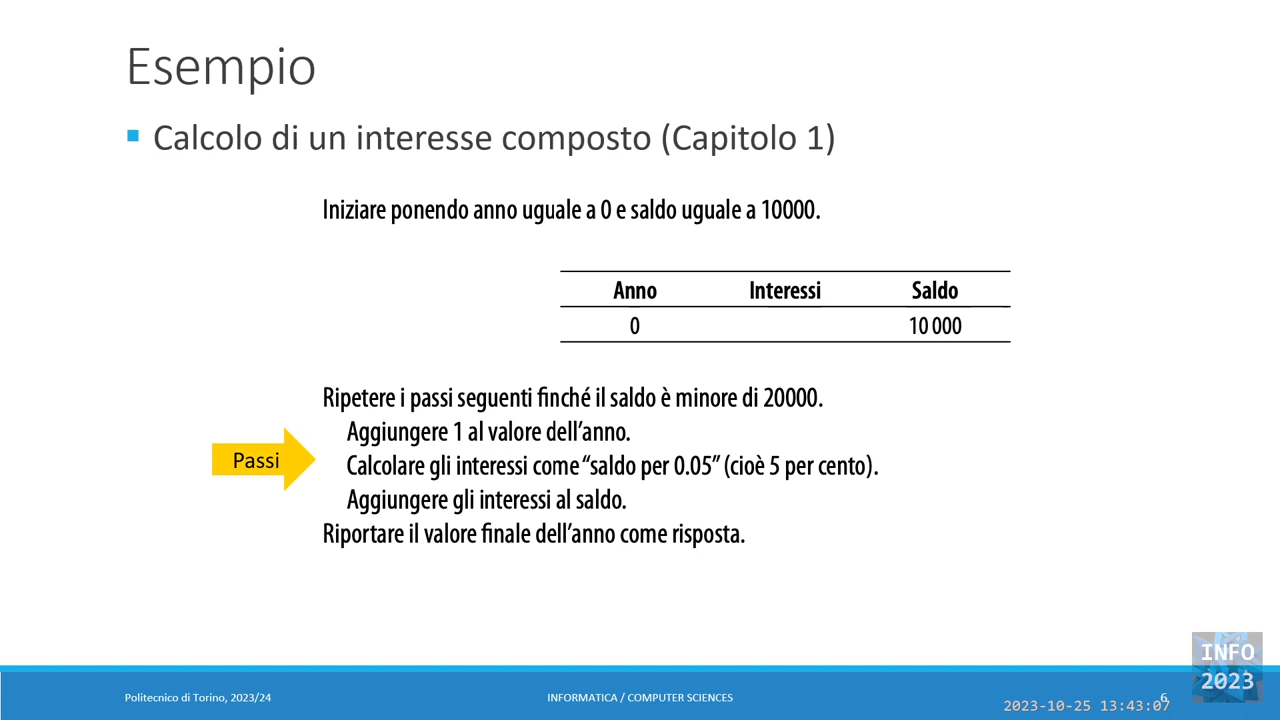 Esempio
Calcolo di un interesse composto (Capitolo 1)
Iniziare ponendo anno uguale a 0 e saldo uguale a 10000.
Anno Interessi Saldo
0 10 000
Ripetere i passi seguenti finché il saldo è minore di 20000.
Aggiungere 1 al valore dell’anno.
Passi
Calcolare gli interessi come “saldo per 0.05” (cioè 5 per cento).
Aggiungere gli interessi al saldo.
Riportare il valore finale dell’anno come risposta.
INFO
2023
Politecnico di Torino, 2023/24 INFORMATICA / COMPUTER SCIENCES 6
2023-10-25 13:43:07